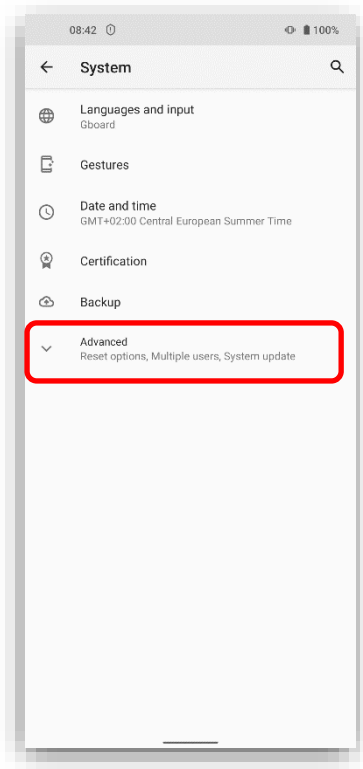 08:42 100%
System
Languages and input
Gboard
Gestures
Date and time
GMT+02:00 Central European Summer Time
Certification
Backup
Advanced
Reset options, Multiple users, System update